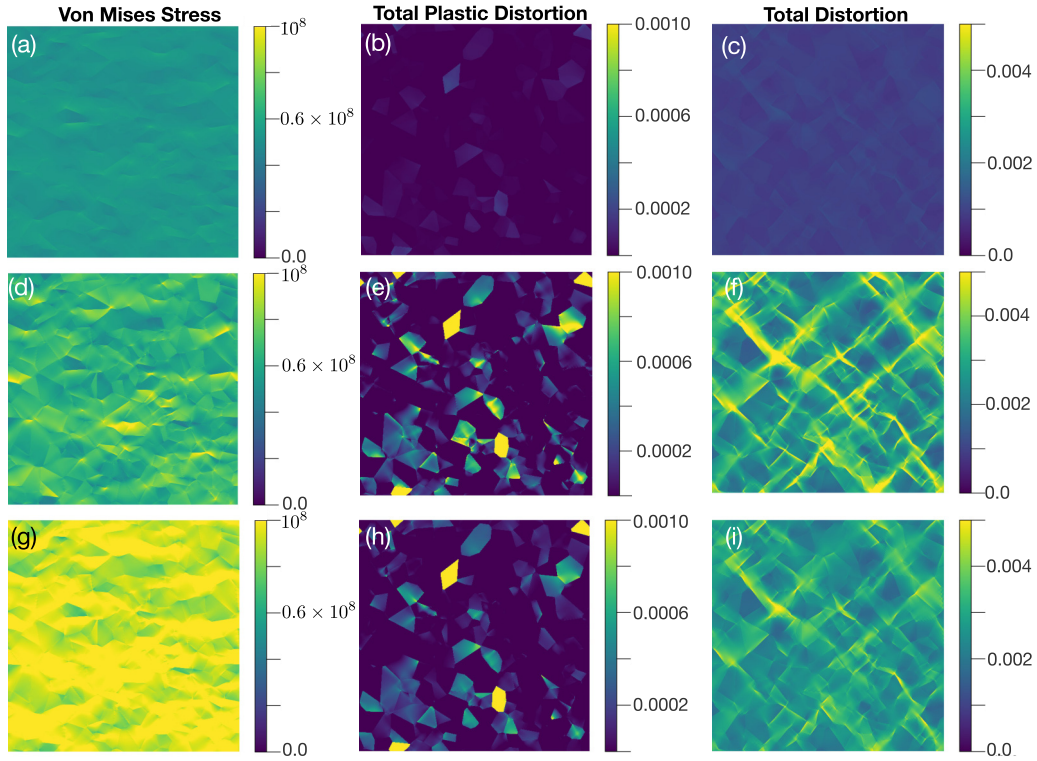 Von Mises Stress Total Plastic Distortion Total Distortion
(a) 10^8 0.6 × 10^8 0.0
(b) 0.0010 0.0006 0.0002
(c) 0.004 0.002 0.0
(d) 10^8 0.6 × 10^8 0.0
(e) 0.0010 0.0006 0.0002
(f) 0.004 0.002 0.0
(g) 10^8 0.6 × 10^8 0.0
(h) 0.0010 0.0006 0.0002
(i) 0.004 0.002 0.0